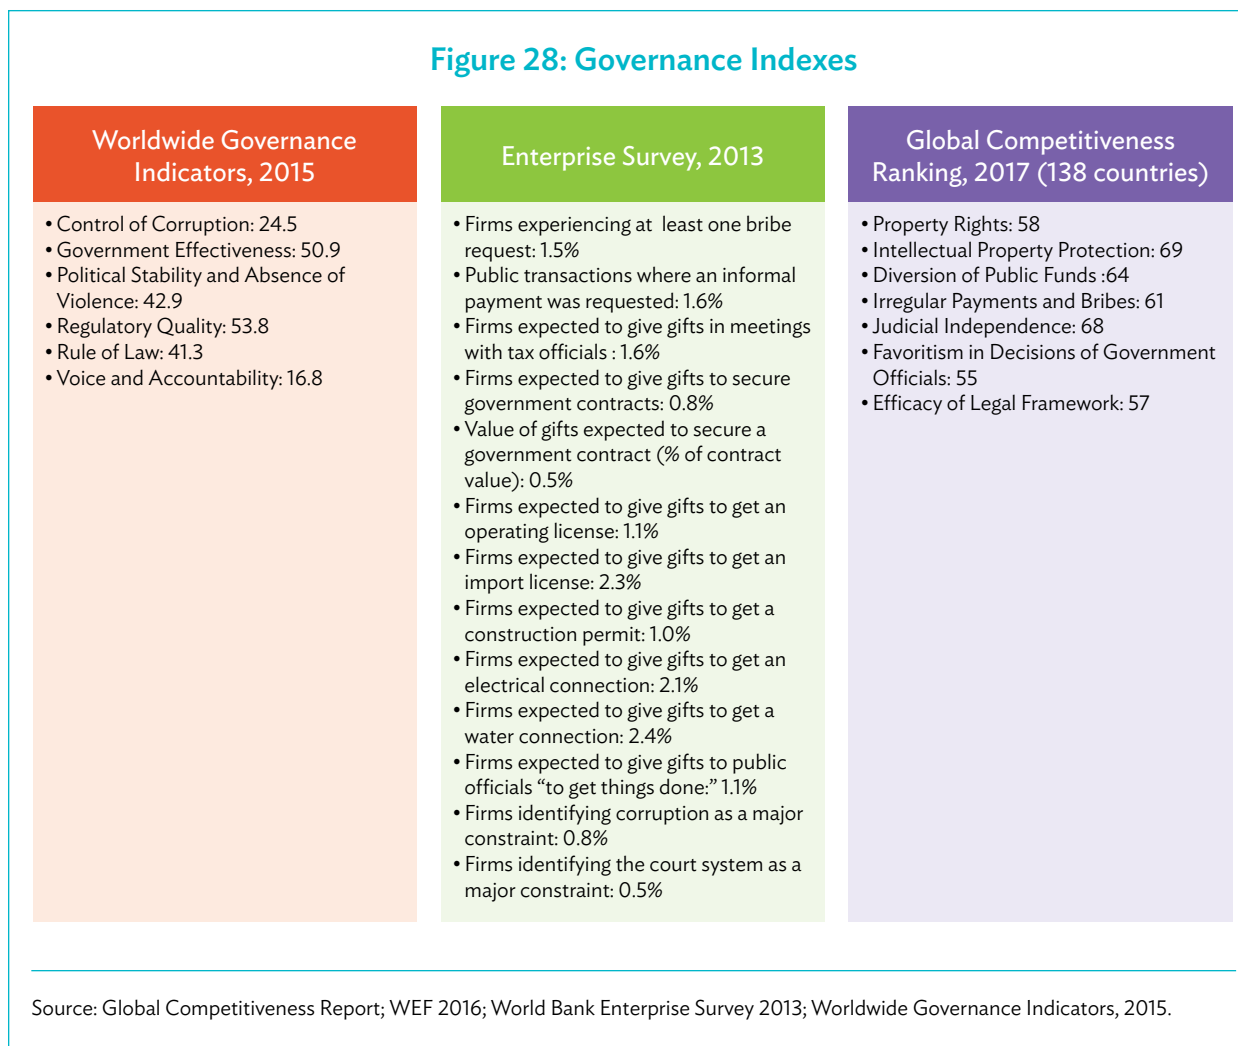 Figure 28: Governance Indexes
Worldwide Governance
Indicators, 2015
• Control of Corruption: 24.5
• Government Effectiveness: 50.9
• Political Stability and Absence of
Violence: 42.9
• Regulatory Quality: 53.8
• Rule of Law: 41.3
• Voice and Accountability: 16.8
Enterprise Survey, 2013
• Firms experiencing at least one bribe
request: 1.5%
• Public transactions where an informal
payment was requested: 1.6%
• Firms expected to give gifts in meetings
with tax officials : 1.6%
• Firms expected to give gifts to secure
government contracts: 0.8%
• Value of gifts expected to secure a
government contract (% of contract
value): 0.5%
• Firms expected to give gifts to get an
operating license: 1.1%
• Firms expected to give gifts to get an
import license: 2.3%
• Firms expected to give gifts to get a
construction permit: 1.0%
• Firms expected to give gifts to get an
electrical connection: 2.1%
• Firms expected to give gifts to get a
water connection: 2.4%
• Firms expected to give gifts to public
officials “to get things done:” 1.1%
• Firms identifying corruption as a major
constraint: 0.8%
• Firms identifying the court system as a
major constraint: 0.5%
Global Competitiveness
Ranking, 2017 (138 countries)
• Property Rights: 58
• Intellectual Property Protection: 69
• Diversion of Public Funds :64
• Irregular Payments and Bribes: 61
• Judicial Independence: 68
• Favoritism in Decisions of Government
Officials: 55
• Efficacy of Legal Framework: 57
Source: Global Competitiveness Report; WEF 2016; World Bank Enterprise Survey 2013; Worldwide Governance Indicators, 2015.